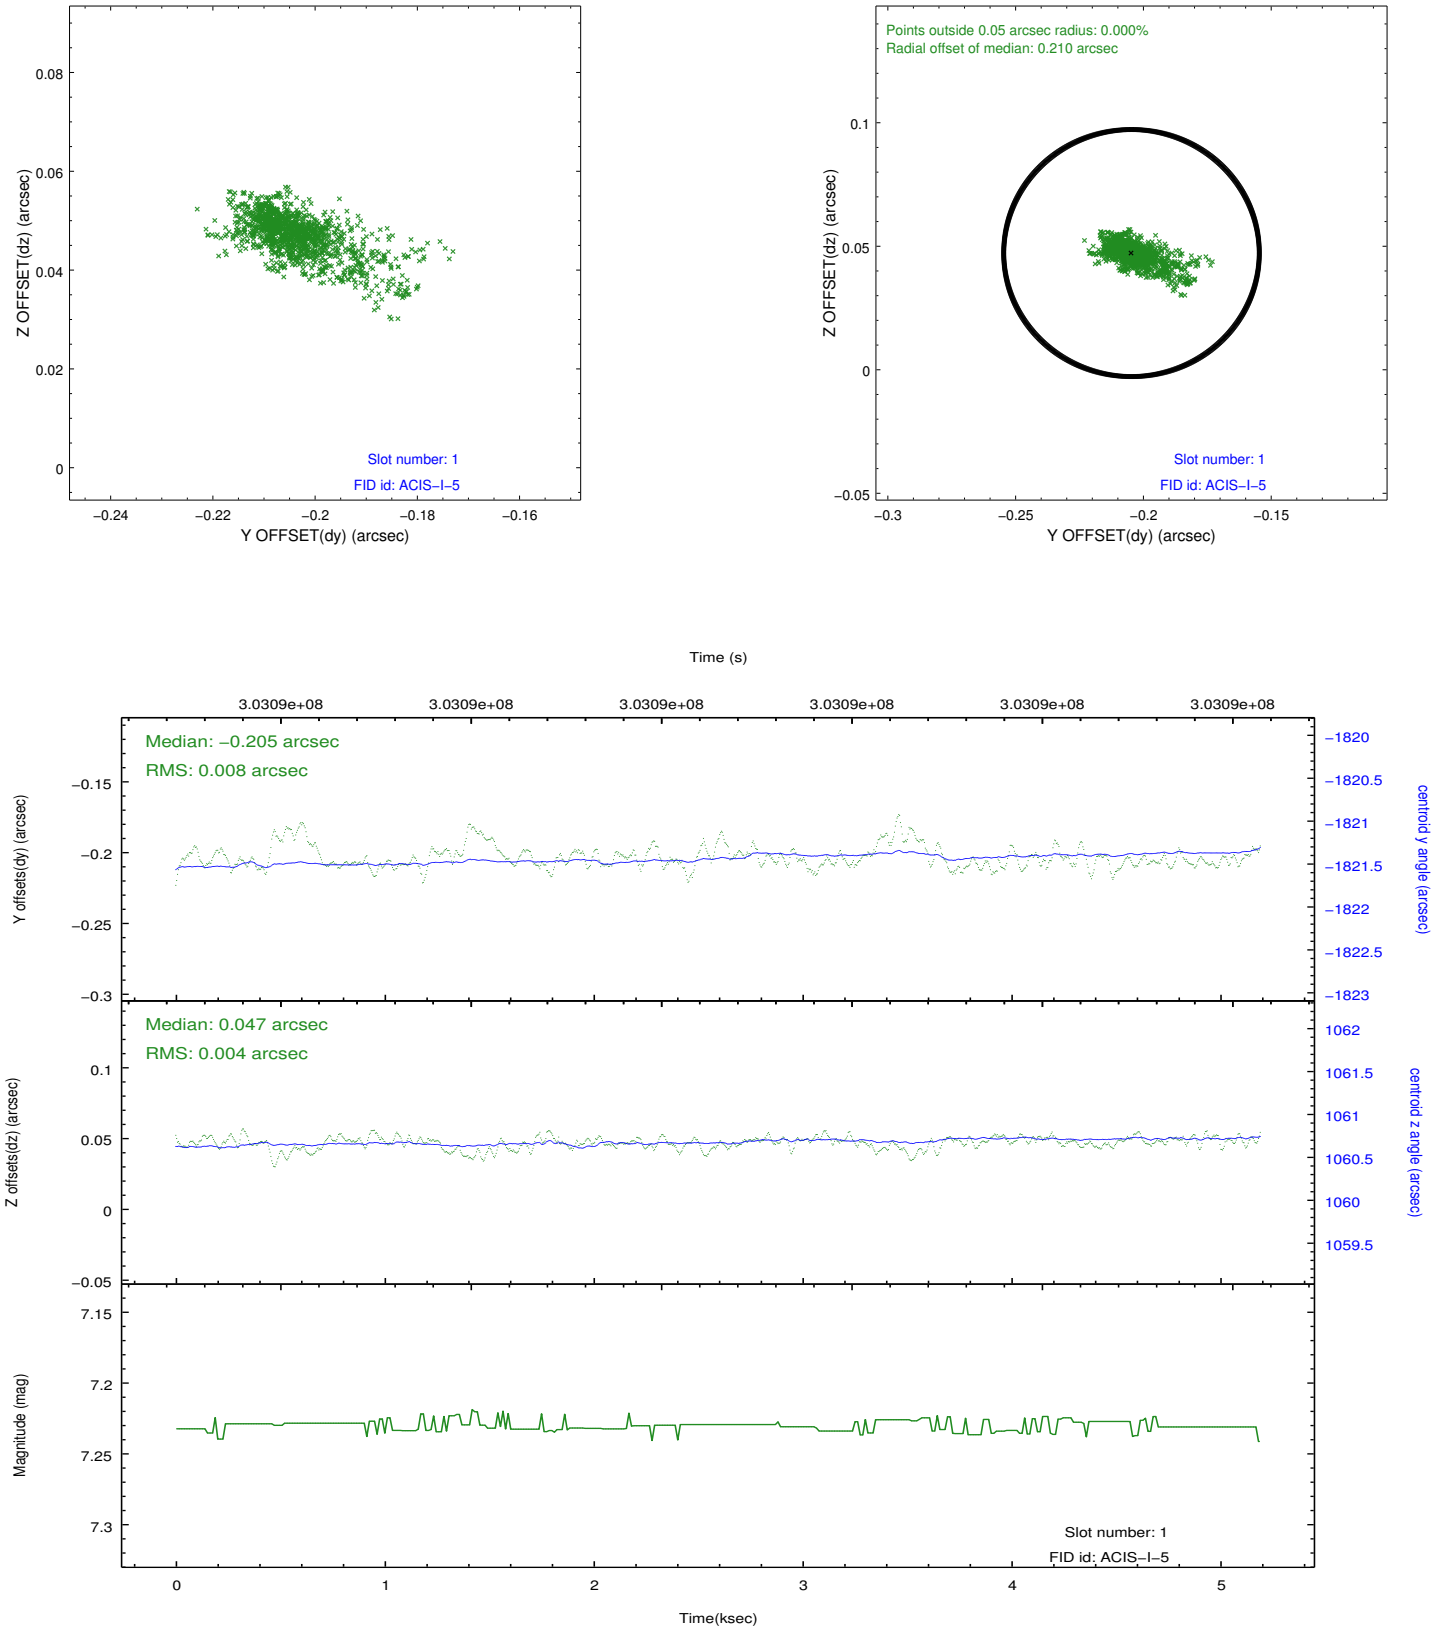 0.08
0.06
0.04
0.02
0
Z OFFSET(dz) (arcsec)
−0.24 −0.22 −0.2 −0.18 −0.16
Y OFFSET(dy) (arcsec)
Slot number: 1
FID id: ACIS−I−5
Points outside 0.05 arcsec radius: 0.000%
Radial offset of median: 0.210 arcsec
0.1
0.05
0
−0.05
Z OFFSET(dz) (arcsec)
−0.3 −0.25 −0.2 −0.15
Y OFFSET(dy) (arcsec)
Slot number: 1
FID id: ACIS−I−5
Time (s)
3.0309e+08 3.0309e+08 3.0309e+08 3.0309e+08 3.0309e+08 3.0309e+08
Median: −0.205 arcsec
RMS: 0.008 arcsec
−0.15
−0.2
−0.25
−0.3
Y offsets(dy) (arcsec)
−1820
−1820.5
−1821
−1821.5
−1822
−1822.5
−1823
centroid y angle (arcsec)
Median: 0.047 arcsec
RMS: 0.004 arcsec
0.1
0.05
0
−0.05
Z offsets(dz) (arcsec)
1062
1061.5
1061
1060.5
1060
1059.5
centroid z angle (arcsec)
7.15
7.2
7.25
7.3
Magnitude (mag)
Slot number: 1
FID id: ACIS−I−5
0 1 2 3 4 5
Time(ksec)